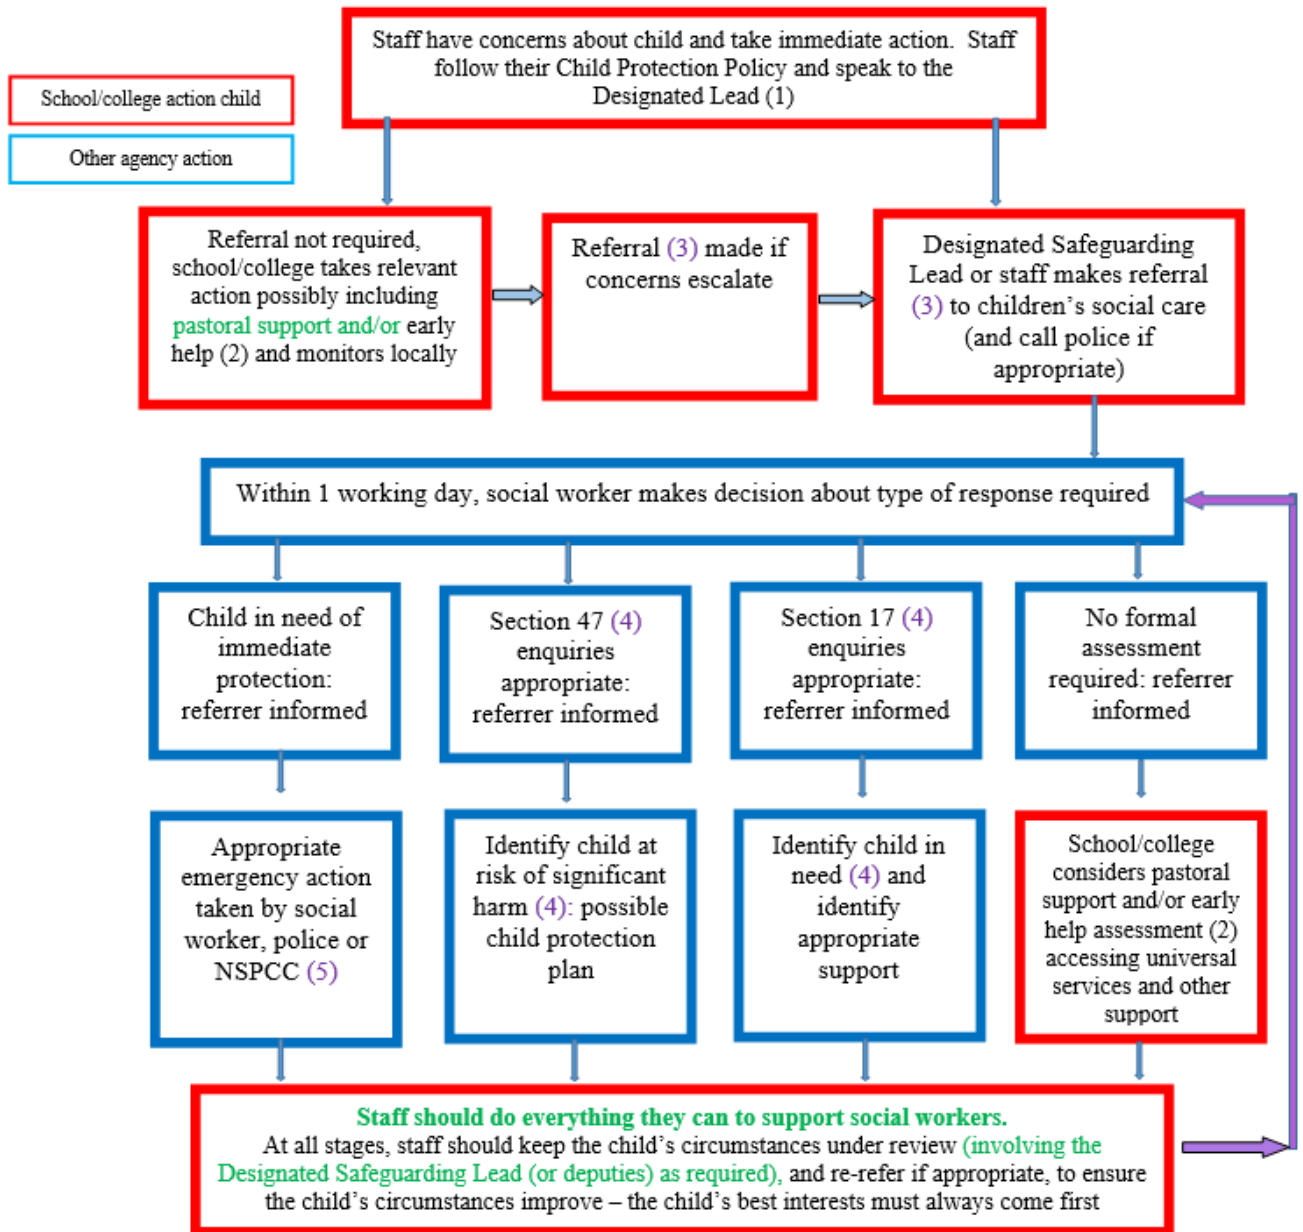 Staff have concerns about child and take immediate action.  Staff
follow their Child Protection Policy and speak to the
Designated Lead (1)
School/college action child
Other agency action
Referral not required,
school/college takes relevant
action possibly including
pastoral support and/or early
help (2) and monitors locally
Referral (3) made if
concerns escalate
Designated Safeguarding
Lead or staff makes referral
(3) to children’s social care
(and call police if
appropriate)
Within 1 working day, social worker makes decision about type of response required
Child in need of
immediate
protection:
referrer informed
Section 47 (4)
enquiries
appropriate:
referrer informed
Section 17 (4)
enquiries
appropriate:
referrer informed
No formal
assessment
required: referrer
informed
Appropriate
emergency action
taken by social
worker, police or
NSPCC (5)
Identify child at
risk of significant
harm (4): possible
child protection
plan
Identify child in
need (4) and
identify
appropriate
support
School/college
considers pastoral
support and/or early
help assessment (2)
accessing universal
services and other
support
Staff should do everything they can to support social workers.
At all stages, staff should keep the child’s circumstances under review (involving the
Designated Safeguarding Lead (or deputies) as required), and re-refer if appropriate, to ensure
the child’s circumstances improve – the child’s best interests must always come first